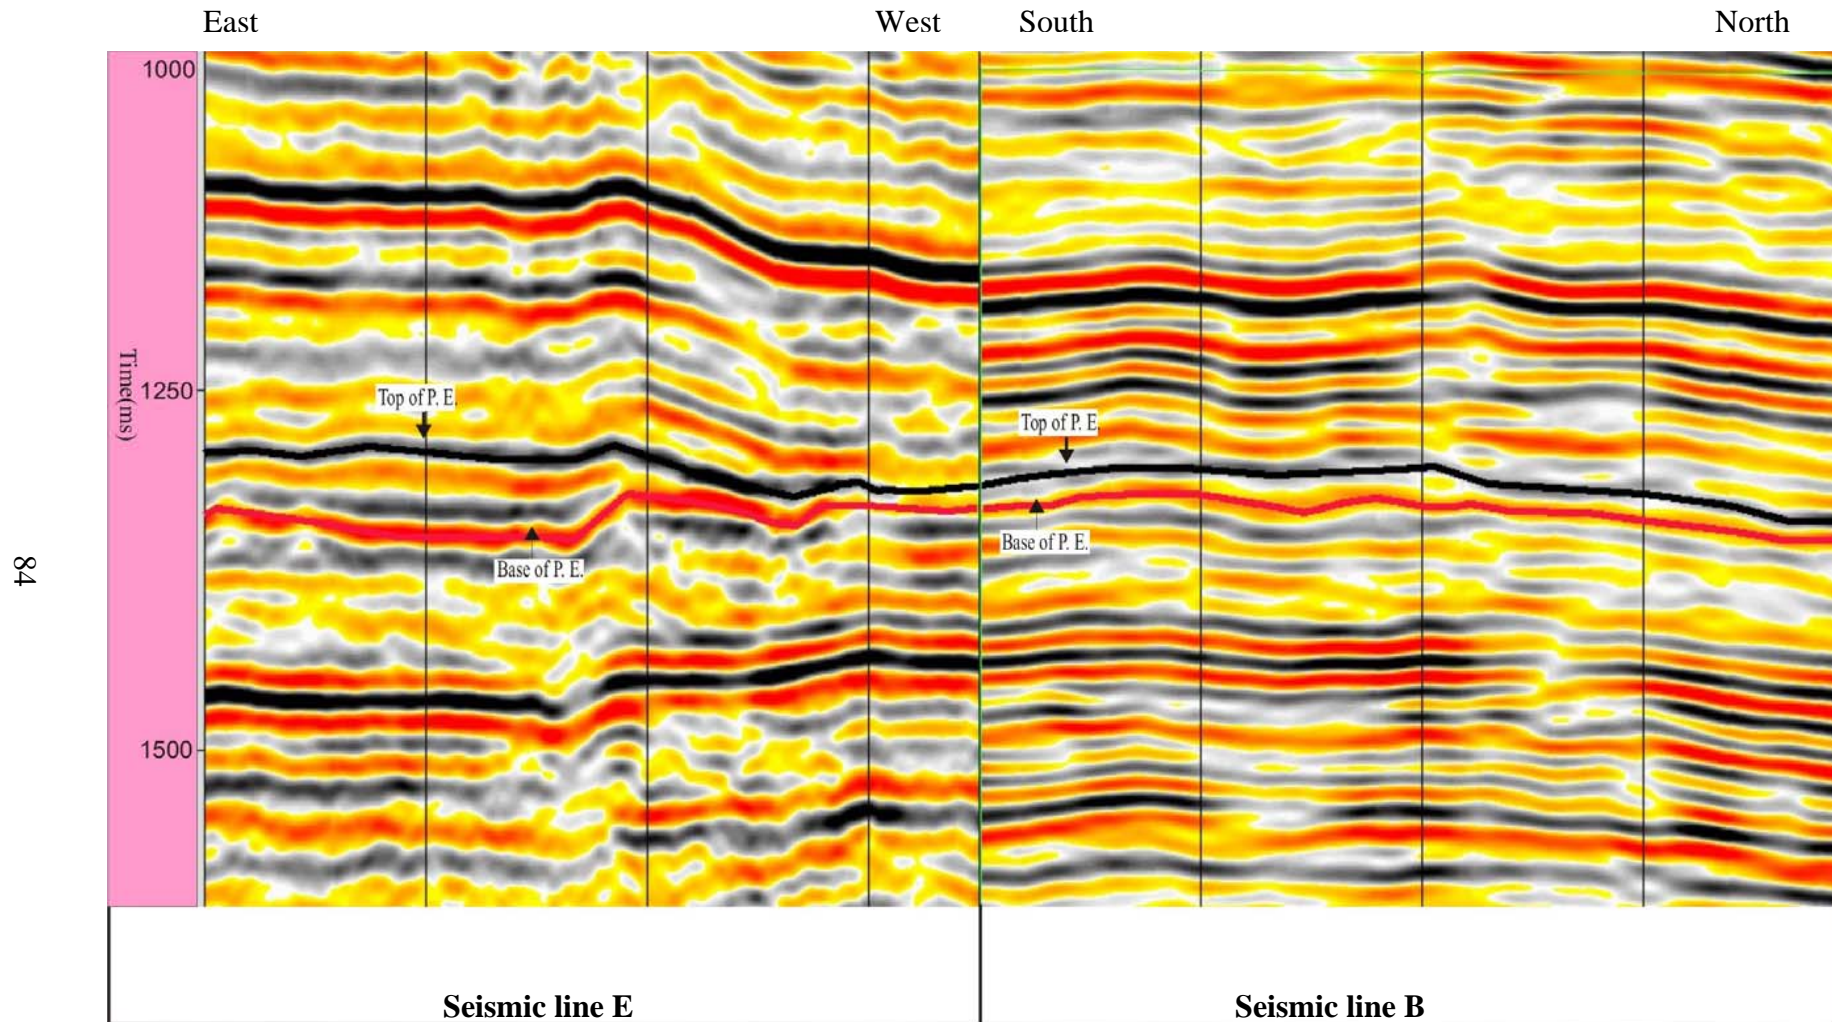 East
West
South
North
1000
Time(ms)
1250
1500
Top of P. E.
Base of P. E.
Top of P. E
Base of P. E.
84
Seismic line E
Seismic line B